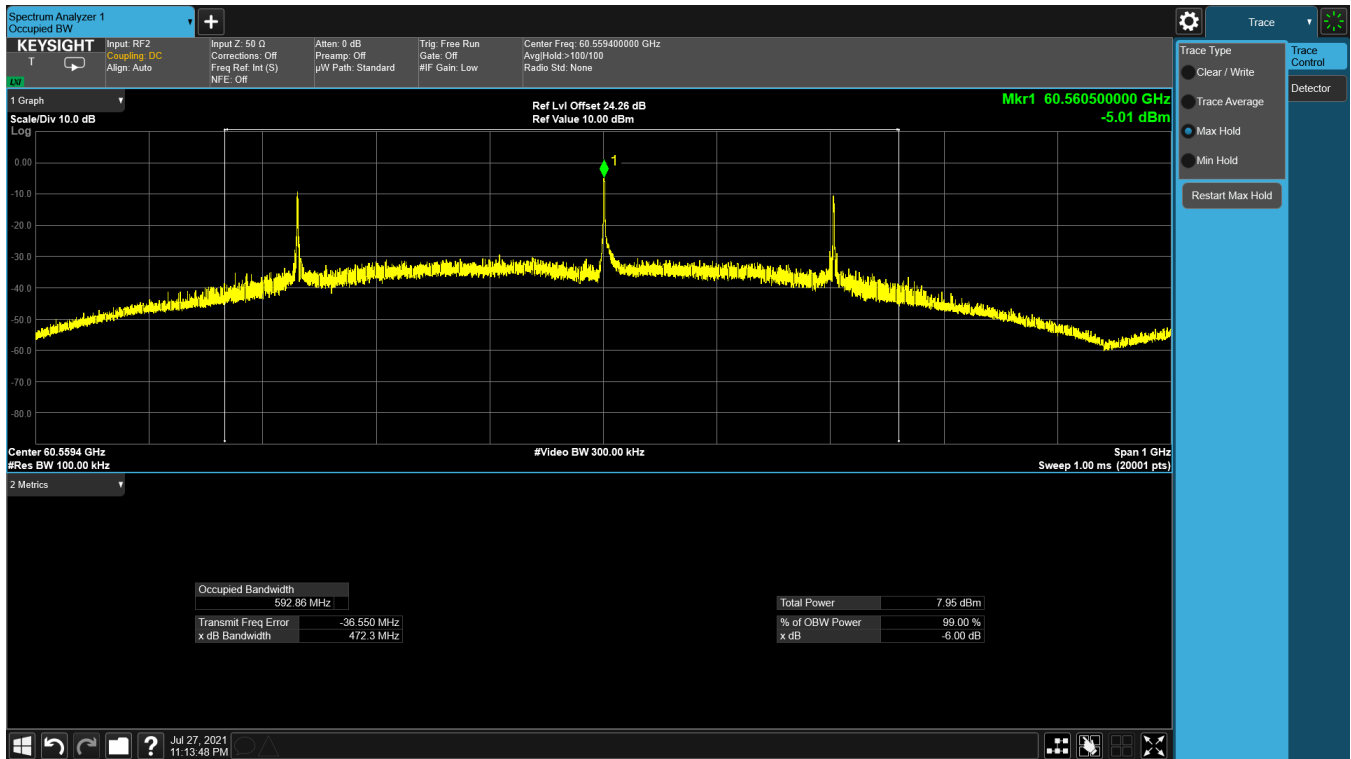 Spectrum Analyzer 1
Occupied BW
+
Trace
KEYSIGHT
T
LXI
Input: RF2
Coupling: DC
Align: Auto
Input Z: 50 Ω
Corrections: Off
Freq Ref: Int (S)
NFE: Off
Atten: 0 dB
Preamp: Off
µW Path: Standard
Trig: Free Run
Gate: Off
#IF Gain: Low
Center Freq: 60.559400000 GHz
Avg|Hold:>100/100
Radio Std: None
Trace Type
Clear / Write
Trace Average
Max Hold
Min Hold
Restart Max Hold
Trace
Control
Detector
1 Graph
Scale/Div 10.0 dB
Log
Ref Lvl Offset 24.26 dB
Ref Value 10.00 dBm
Mkr1 60.560500000 GHz
-5.01 dBm
1
0.00
-10.0
-20.0
-30.0
-40.0
-50.0
-60.0
-70.0
-80.0
Center 60.5594 GHz
#Res BW 100.00 kHz
#Video BW 300.00 kHz
Span 1 GHz
Sweep 1.00 ms (20001 pts)
2 Metrics
Occupied Bandwidth
592.86 MHz
Transmit Freq Error -36.550 MHz
x dB Bandwidth 472.3 MHz
Total Power 7.95 dBm
% of OBW Power 99.00 %
x dB -6.00 dB
?
Jul 27, 2021
11:13:48 PM